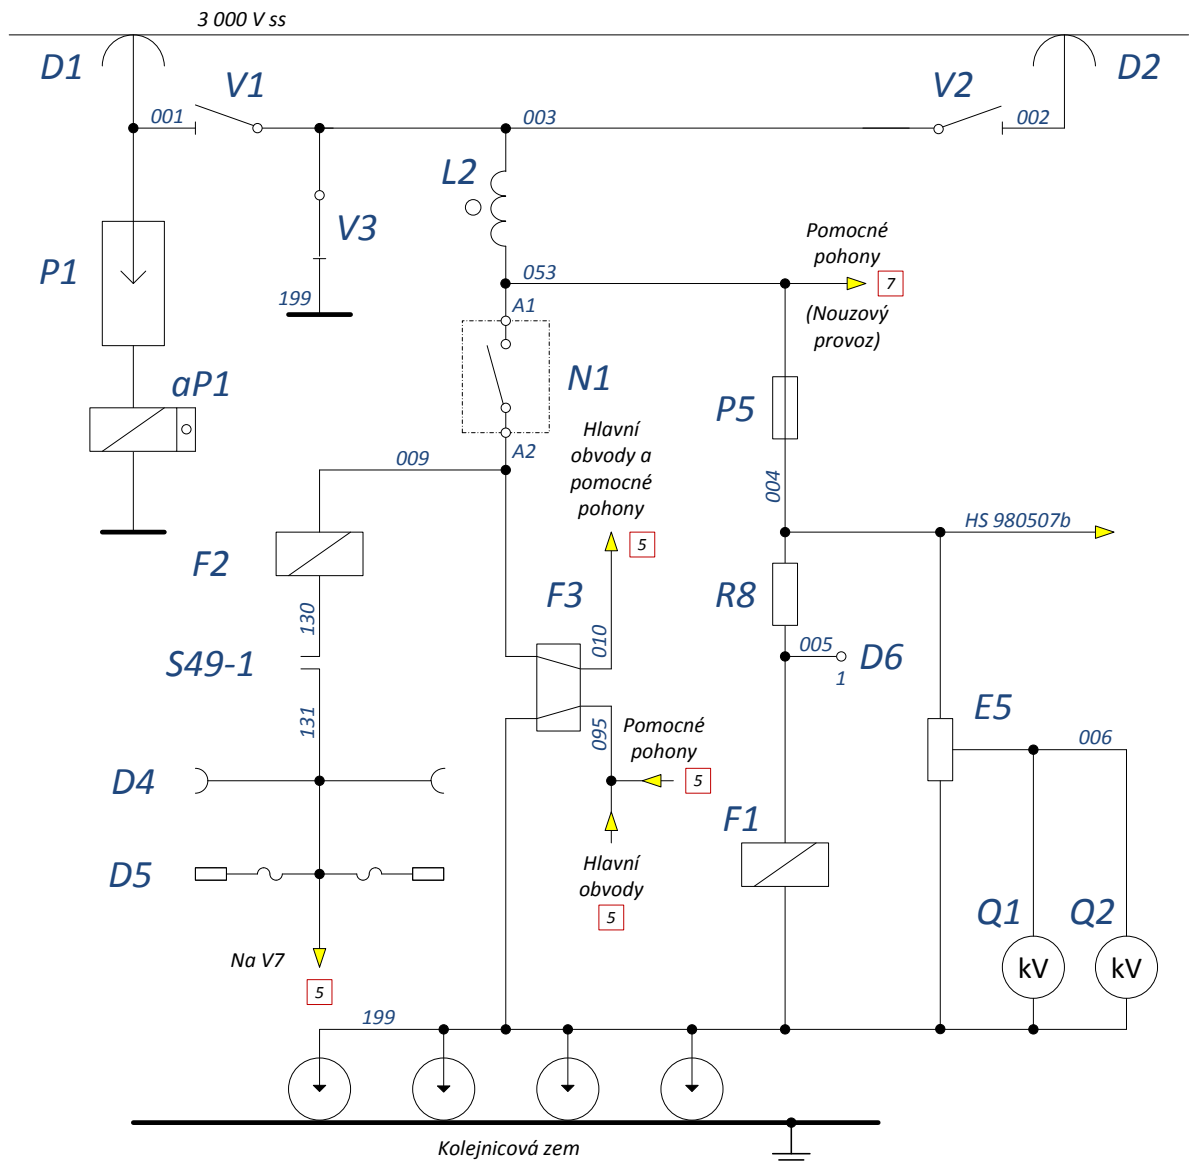 3 000 V ss
D1
V1
V2
D2
001
003
002
L2
V3
P1
Pomocné
pohony
7
053
199
A1
(Nouzový
provoz)
aP1
N1
P5
Hlavní
obvody a
pomocné
pohony
A2
009
004
HS 980507b
5
F2
F3
R8
130
010
005
D6
1
S49-1
E5
131
095
Pomocné
pohony
006
D4
5
F1
D5
Hlavní
obvody
5
Q1
Q2
Na V7
kV
kV
5
199
Kolejnicová zem